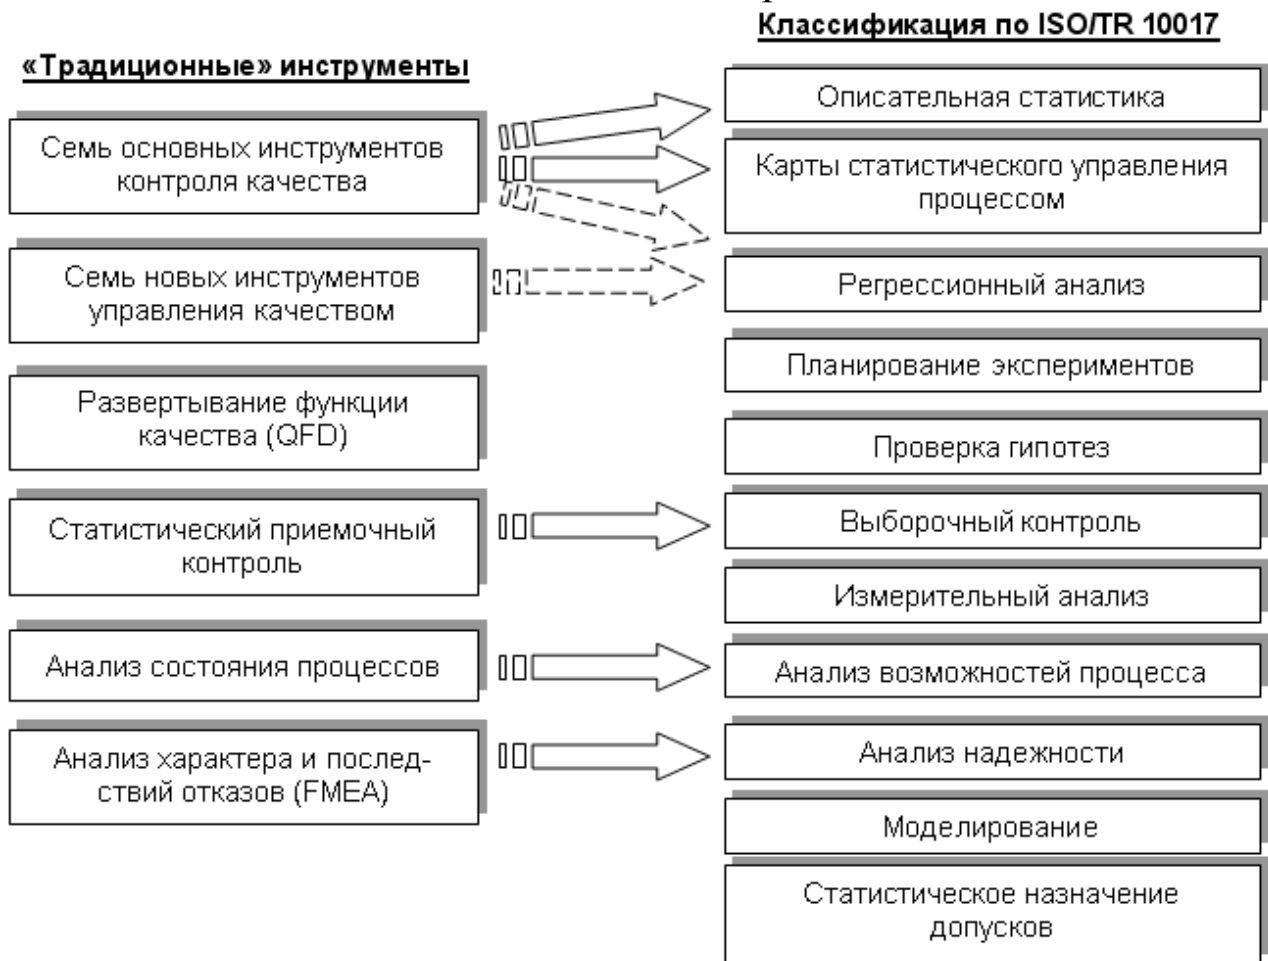 Классификация по ISO/TR 10017
«Традиционные» инструменты
Семь основных инструментов
контроля качества
Семь новых инструментов
управления качеством
Развертывание функции
качества (QFD)
Статистический приемочный
контроль
Анализ состояния процессов
Анализ характера и послед-
ствий отказов (FMEA)
Описательная статистика
Карты статистического управления
процессом
Регрессионный анализ
Планирование экспериментов
Проверка гипотез
Выборочный контроль
Измерительный анализ
Анализ возможностей процесса
Анализ надежности
Моделирование
Статистическое назначение
допусков